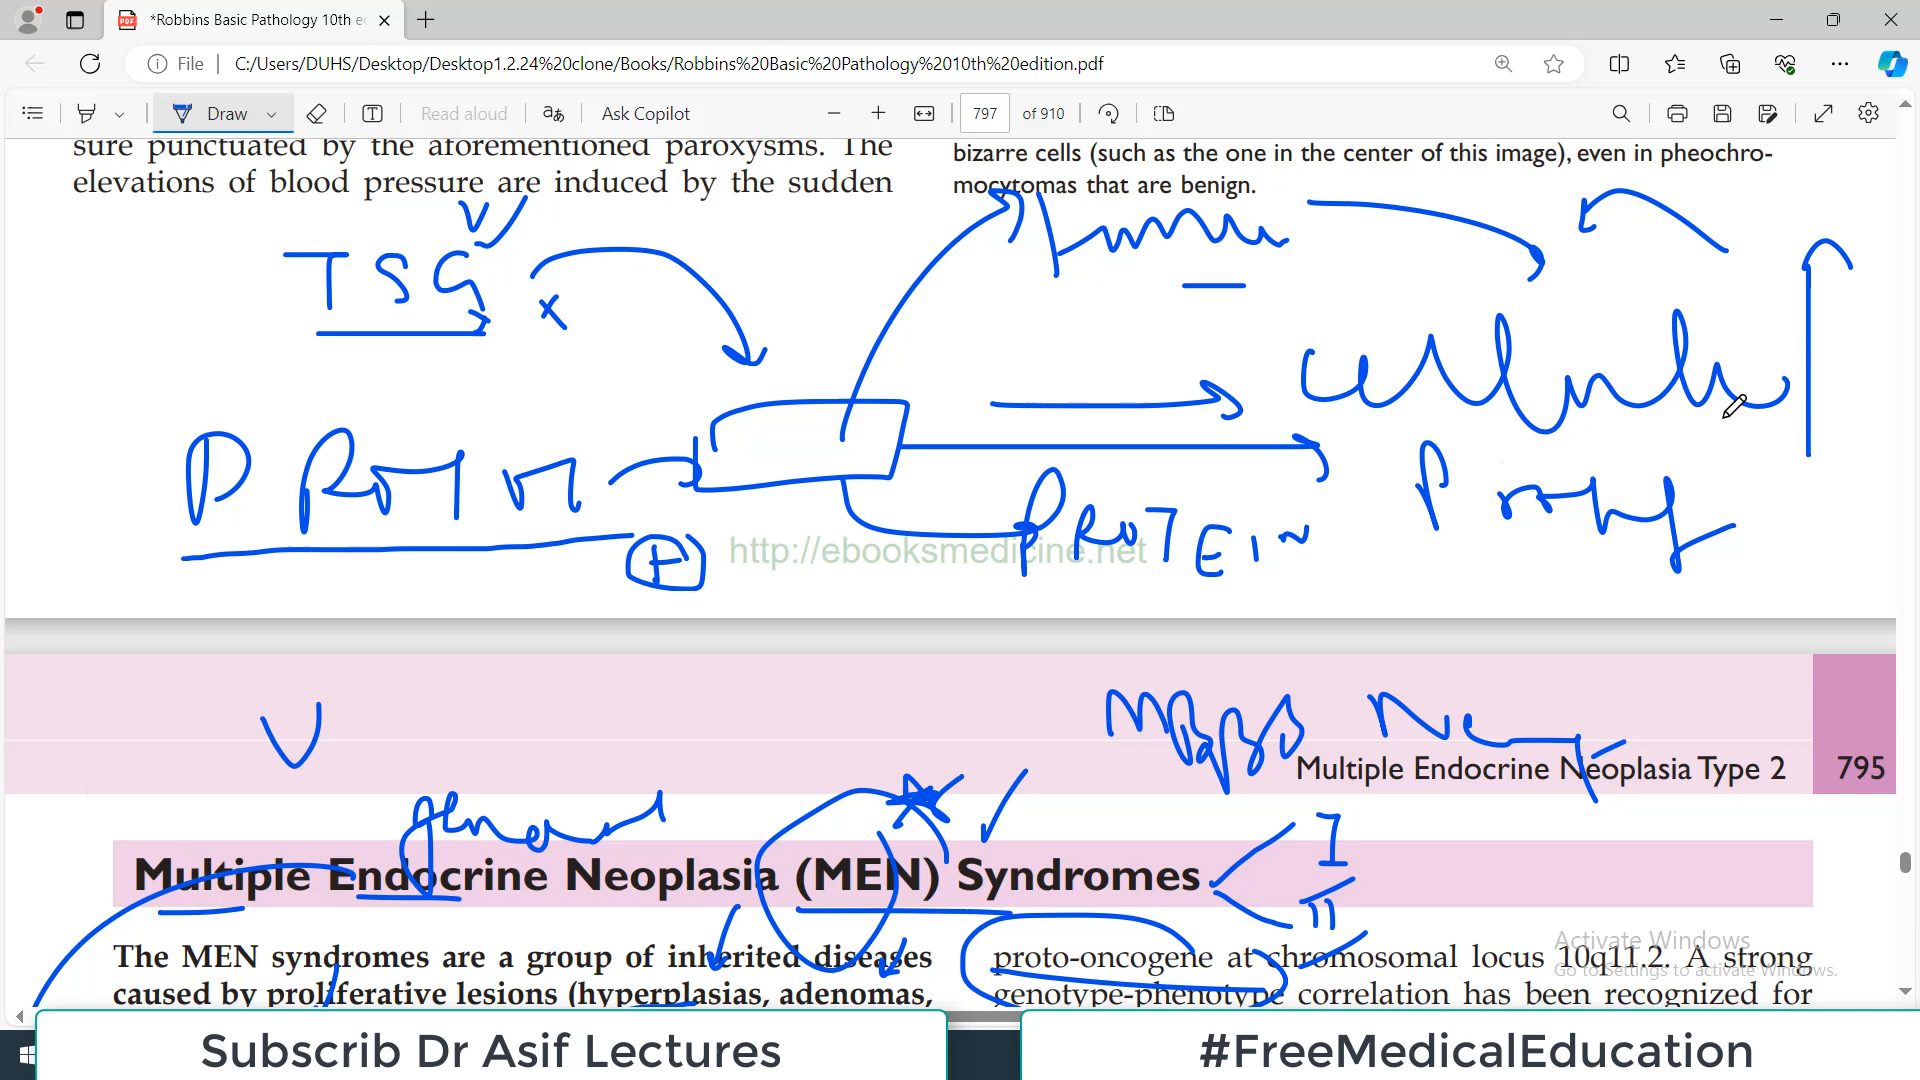 *Robbins Basic Pathology 10th e
File
C:/Users/DUHS/Desktop/Desktop1.2.24%20clone/Books/Robbins%20Basic%20Pathology%2010th%20edition.pdf
Draw
Read aloud
Ask Copilot
797 of 910
sure punctuated by the aforementioned paroxysms. The
elevations of blood pressure are induced by the sudden
bizarre cells (such as the one in the center of this image), even in pheochro-
mocytomas that are benign.
TSG
PROTEIN
http://ebooksmedicine.net
Multiple Endocrine Neoplasia Type 2 795
Multiple Endocrine Neoplasia (MEN) Syndromes
I
II
The MEN syndromes are a group of inherited diseases
caused by proliferative lesions (hyperplasias, adenomas,
proto-oncogene at chromosomal locus 10q11.2. A strong
genotype-phenotype correlation has been recognized for
Activate Windows
Go to Settings to activate Windows.
Subscrib Dr Asif Lectures
#FreeMedicalEducation